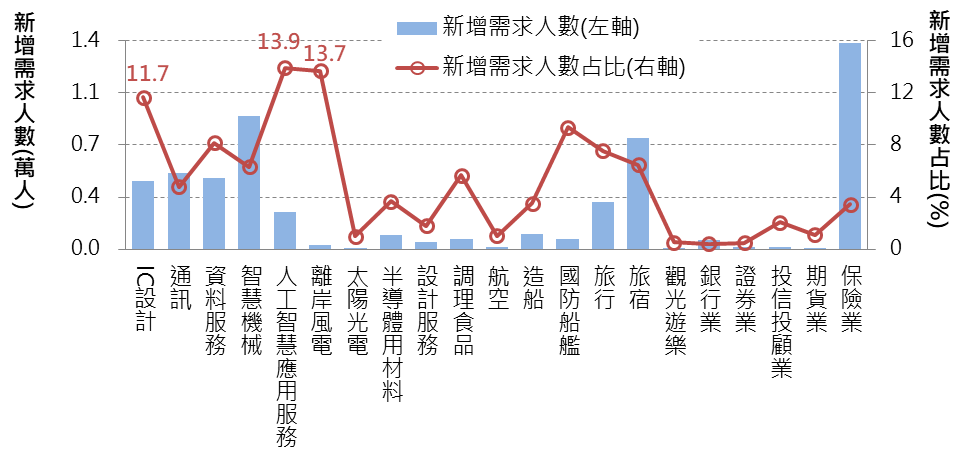 新增需求人數(萬人)
新增需求人數(左軸)
新增需求人數占比(右軸)
新增需求人數占比(%)
1.4
1.1
0.7
0.4
0.0
16
12
8
4
0
11.7
13.9
13.7
IC設計
通訊
資料服務
智慧機械
人工智慧應用服務
離岸風電
太陽光電
半導體用材料
設計服務
調理食品
航空
造船
國防船艦
旅行
旅宿
觀光遊樂
銀行業
證券業
投信投顧業
期貨業
保險業